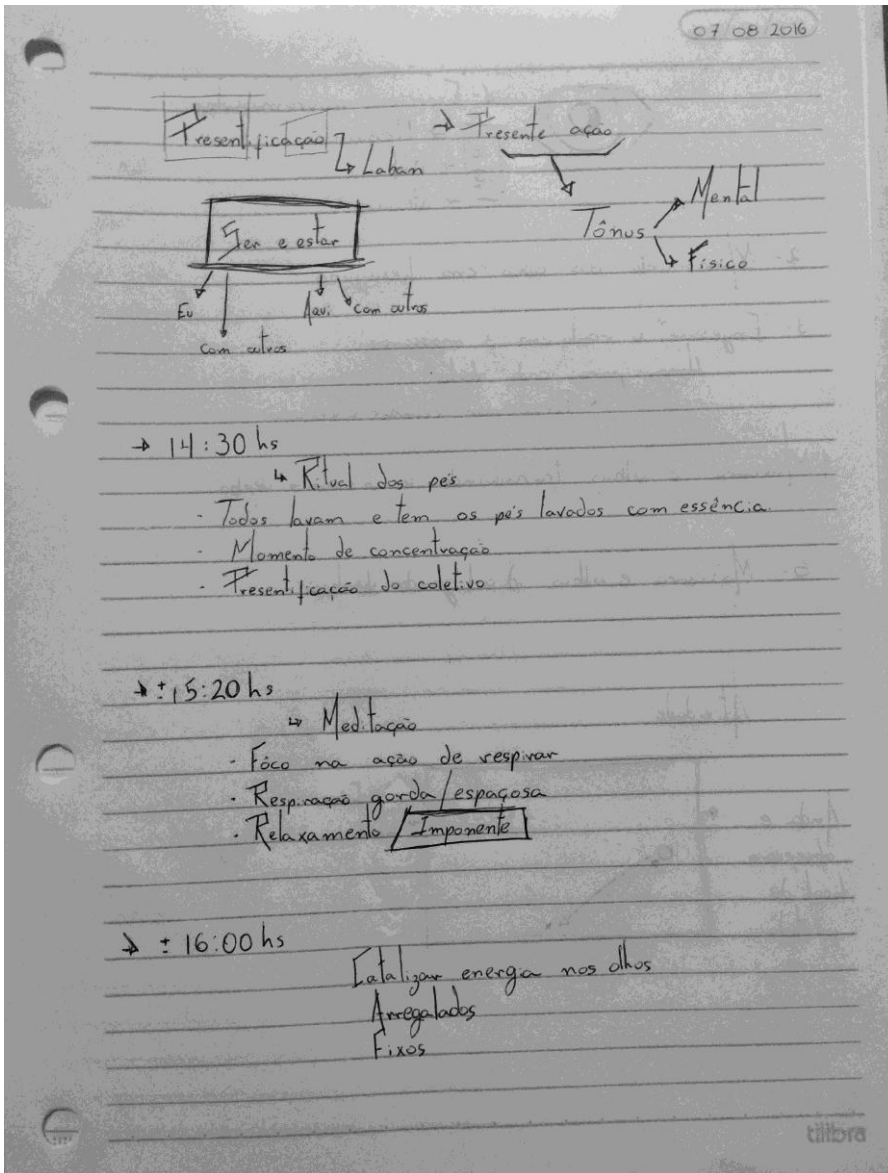 07 08 2016
Presentificação → Presente ação
↳ Laban
Tônus → Mental
↳ Físico
Ser e estar
Eu
Aqui com outros
com outros
→ 14:30 hs
↳ Ritual dos pés
- Todos lavam e tem os pés lavados com essência.
- Momento de concentração
- Presentificação do coletivo
→ ± 15:20 hs
↳ Meditação
- Fóco na ação de respirar
- Respiração gorda/espaçosa
- Relaxamento / Imponente
→ ± 16:00 hs
Catalizar energia nos olhos
Arregalados
Fixos
tilibra